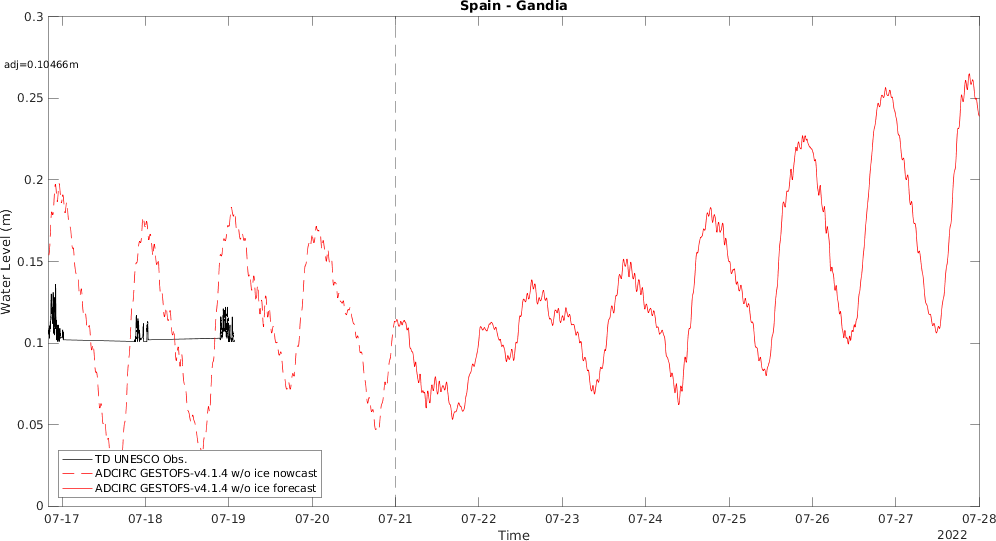 Spain - Gandia
adj=0.10466m
0.3
0.25
0.2
0.15
0.1
0.05
0
Water Level (m)
TD UNESCO Obs.
ADCIRC GESTOFS-v4.1.4 w/o ice nowcast
ADCIRC GESTOFS-v4.1.4 w/o ice forecast
07-17 07-18 07-19 07-20 07-21 07-22 07-23 07-24 07-25 07-26 07-27 07-28
Time
2022